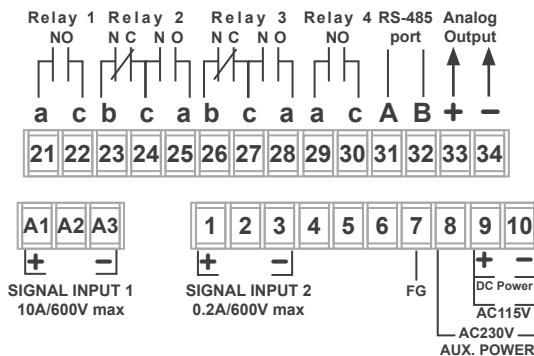 Relay 1 Relay 2 Relay 3 Relay 4 RS-485 Analog
NO NC NO NC NO NO port Output
a c b c a b c a a c A B + −
21 22 23 24 25 26 27 28 29 30 31 32 33 34
A1 A2 A3 1 2 3 4 5 6 7 8 9 10
+ − + − + −
SIGNAL INPUT 1 SIGNAL INPUT 2 FG DC Power
10A/600V max 0.2A/600V max AC115V
AC230V
AUX. POWER